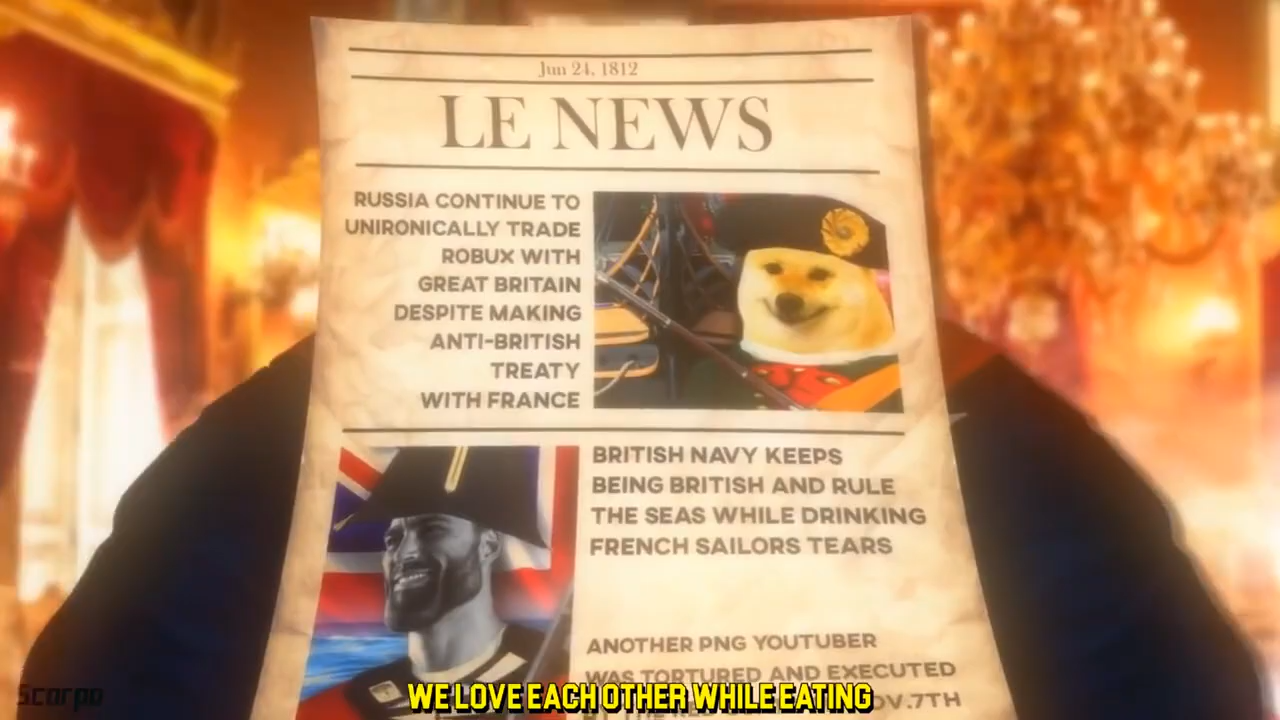 Jun 24, 1812
LE NEWS
RUSSIA CONTINUE TO
UNIRONICALLY TRADE
ROBUX WITH
GREAT BRITAIN
DESPITE MAKING
ANTI-BRITISH
TREATY
WITH FRANCE
BRITISH NAVY KEEPS
BEING BRITISH AND RULE
THE SEAS WHILE DRINKING
FRENCH SAILORS TEARS
ANOTHER PNG YOUTUBER
WAS TORTURED AND EXECUTED
NOV.7TH
WE LOVE EACH OTHER WHILE EATING
Scorpo